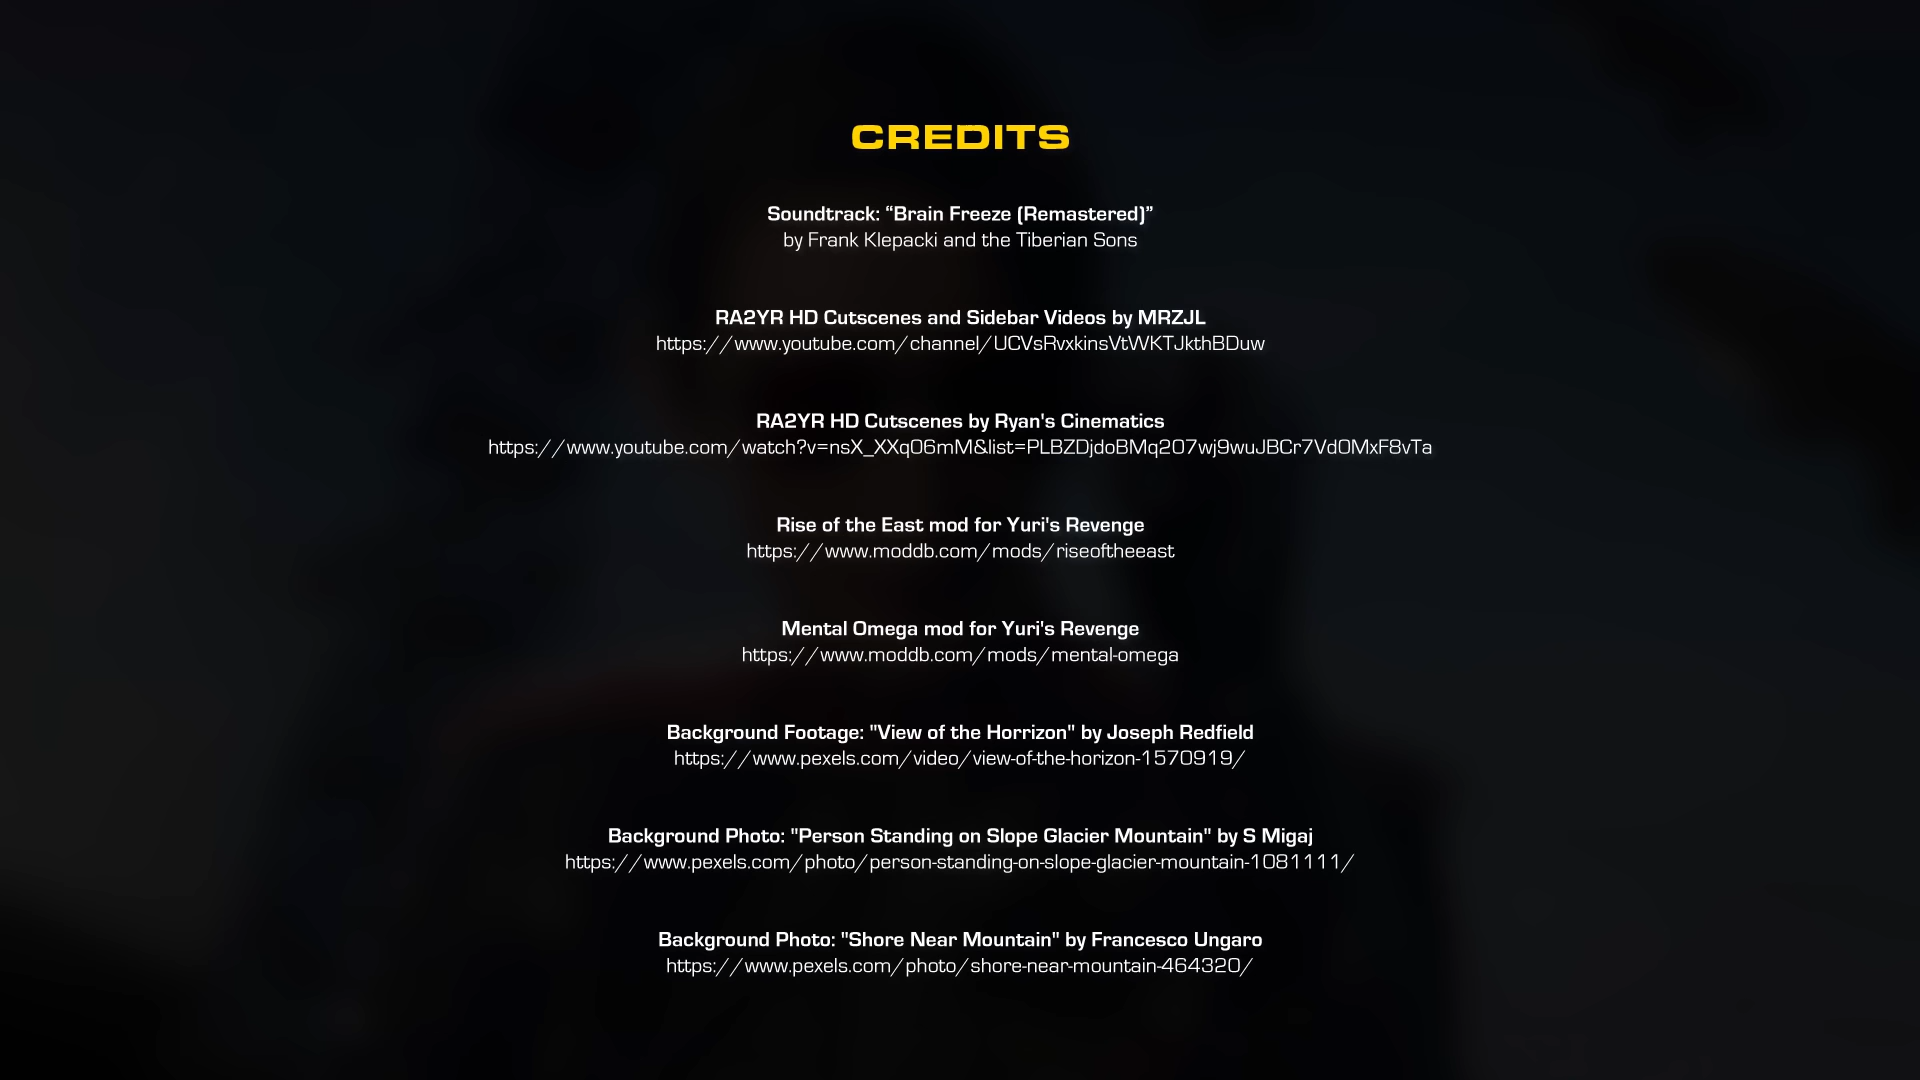 CREDITS
Soundtrack: “Brain Freeze (Remastered)”
by Frank Klepacki and the Tiberian Sons
RA2YR HD Cutscenes and Sidebar Videos by MRZJL
https://www.youtube.com/channel/UCVsRvxkinsVtWKTJkthBDuw
RA2YR HD Cutscenes by Ryan's Cinematics
https://www.youtube.com/watch?v=nsX_XXqO6mM&list=PLBZDjdoBMq2O7wj9wuJBCr7Vd0MxF8vTa
Rise of the East mod for Yuri's Revenge
https://www.moddb.com/mods/riseoftheeast
Mental Omega mod for Yuri's Revenge
https://www.moddb.com/mods/mental-omega
Background Footage: "View of the Horrizon" by Joseph Redfield
https://www.pexels.com/video/view-of-the-horizon-1570919/
Background Photo: "Person Standing on Slope Glacier Mountain" by S Migaj
https://www.pexels.com/photo/person-standing-on-slope-glacier-mountain-1081111/
Background Photo: "Shore Near Mountain" by Francesco Ungaro
https://www.pexels.com/photo/shore-near-mountain-464320/